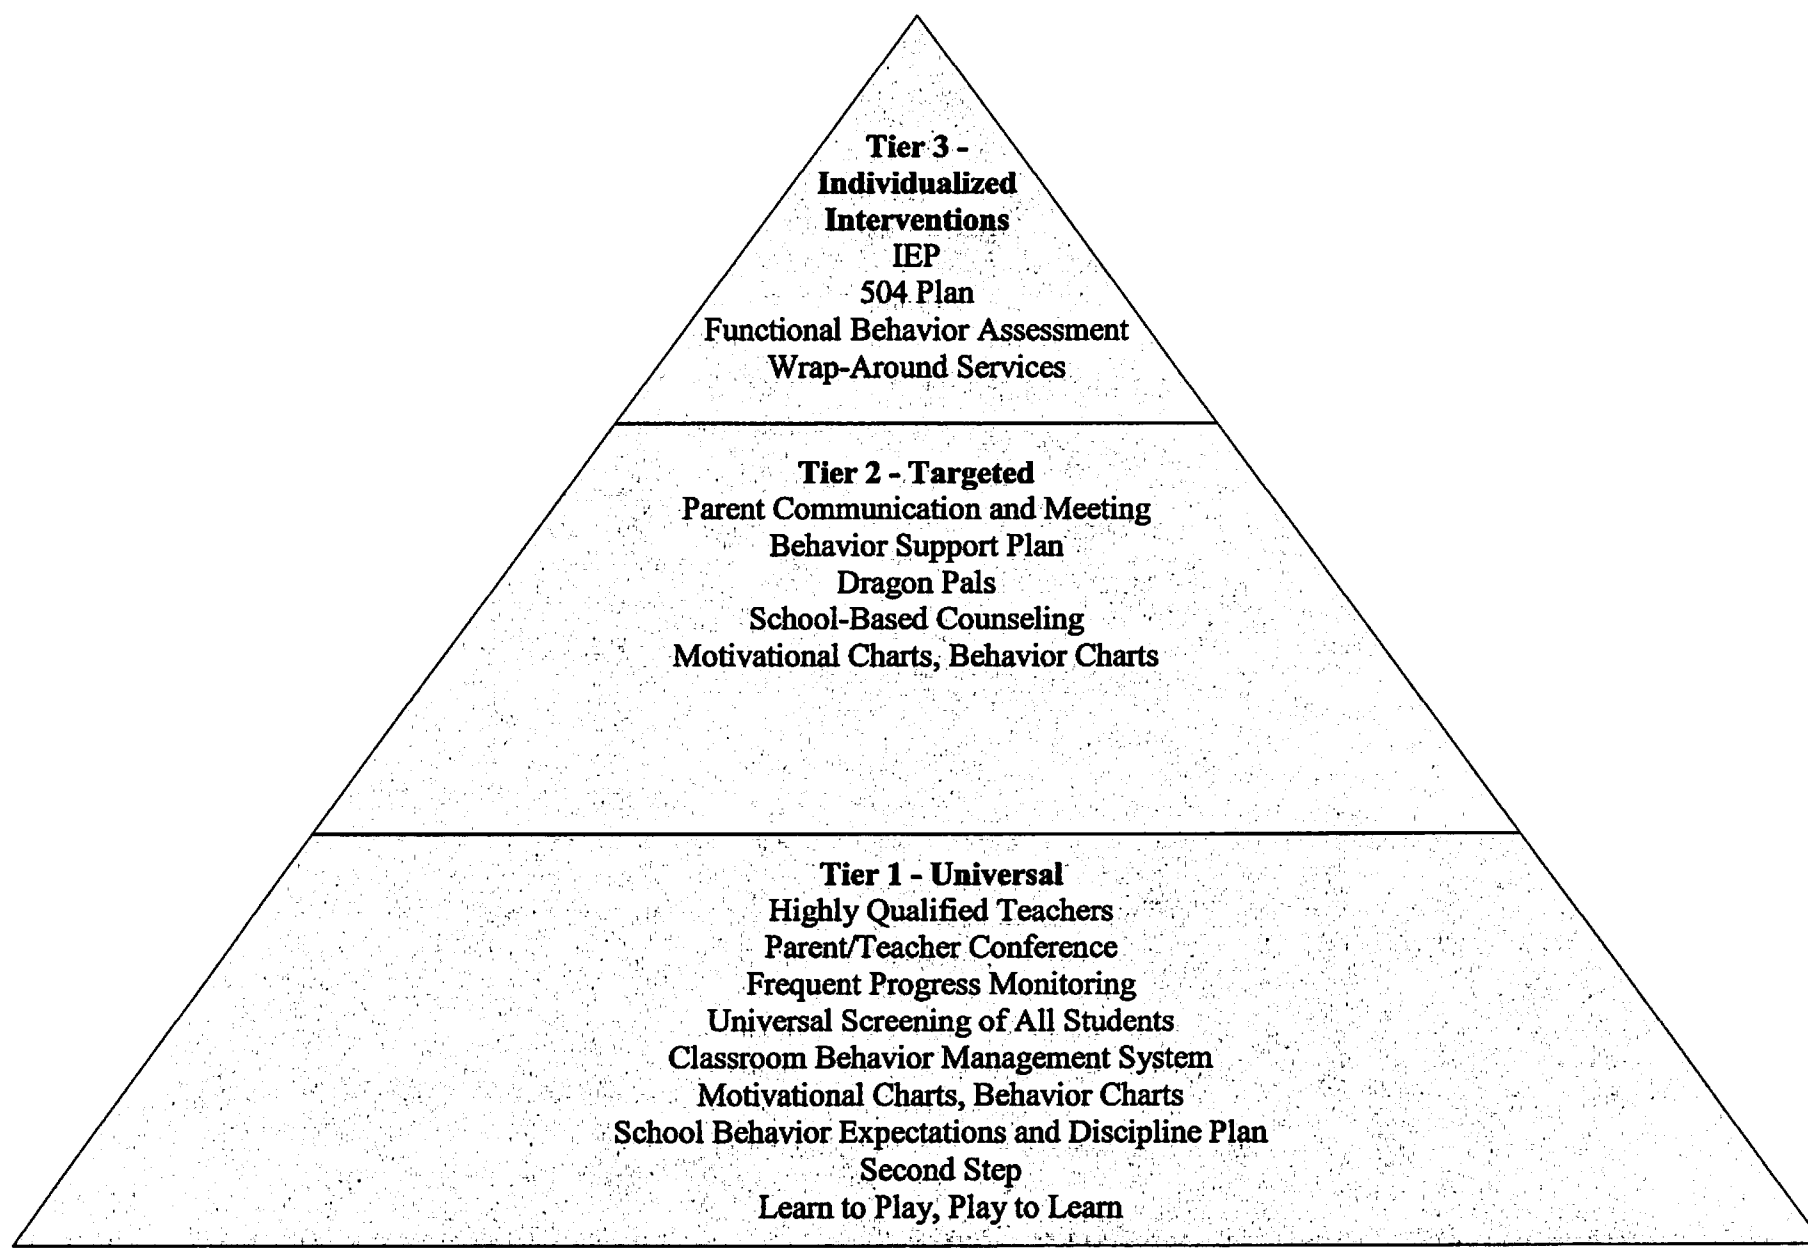 Tier 3 -
Individualized
Interventions
IEP
504 Plan
Functional Behavior Assessment
Wrap-Around Services
Tier 2 - Targeted
Parent Communication and Meeting
Behavior Support Plan
Dragon Pals
School-Based Counseling
Motivational Charts, Behavior Charts
Tier 1 - Universal
Highly Qualified Teachers
Parent/Teacher Conference
Frequent Progress Monitoring
Universal Screening of All Students
Classroom Behavior Management System
Motivational Charts, Behavior Charts
School Behavior Expectations and Discipline Plan
Second Step
Learn to Play, Play to Learn